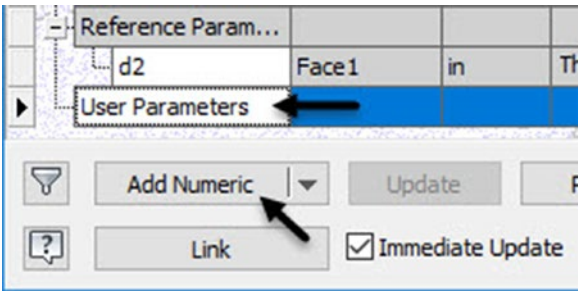 Reference Param...
d2 Face1 in
User Parameters
Add Numeric Update
Link Immediate Update